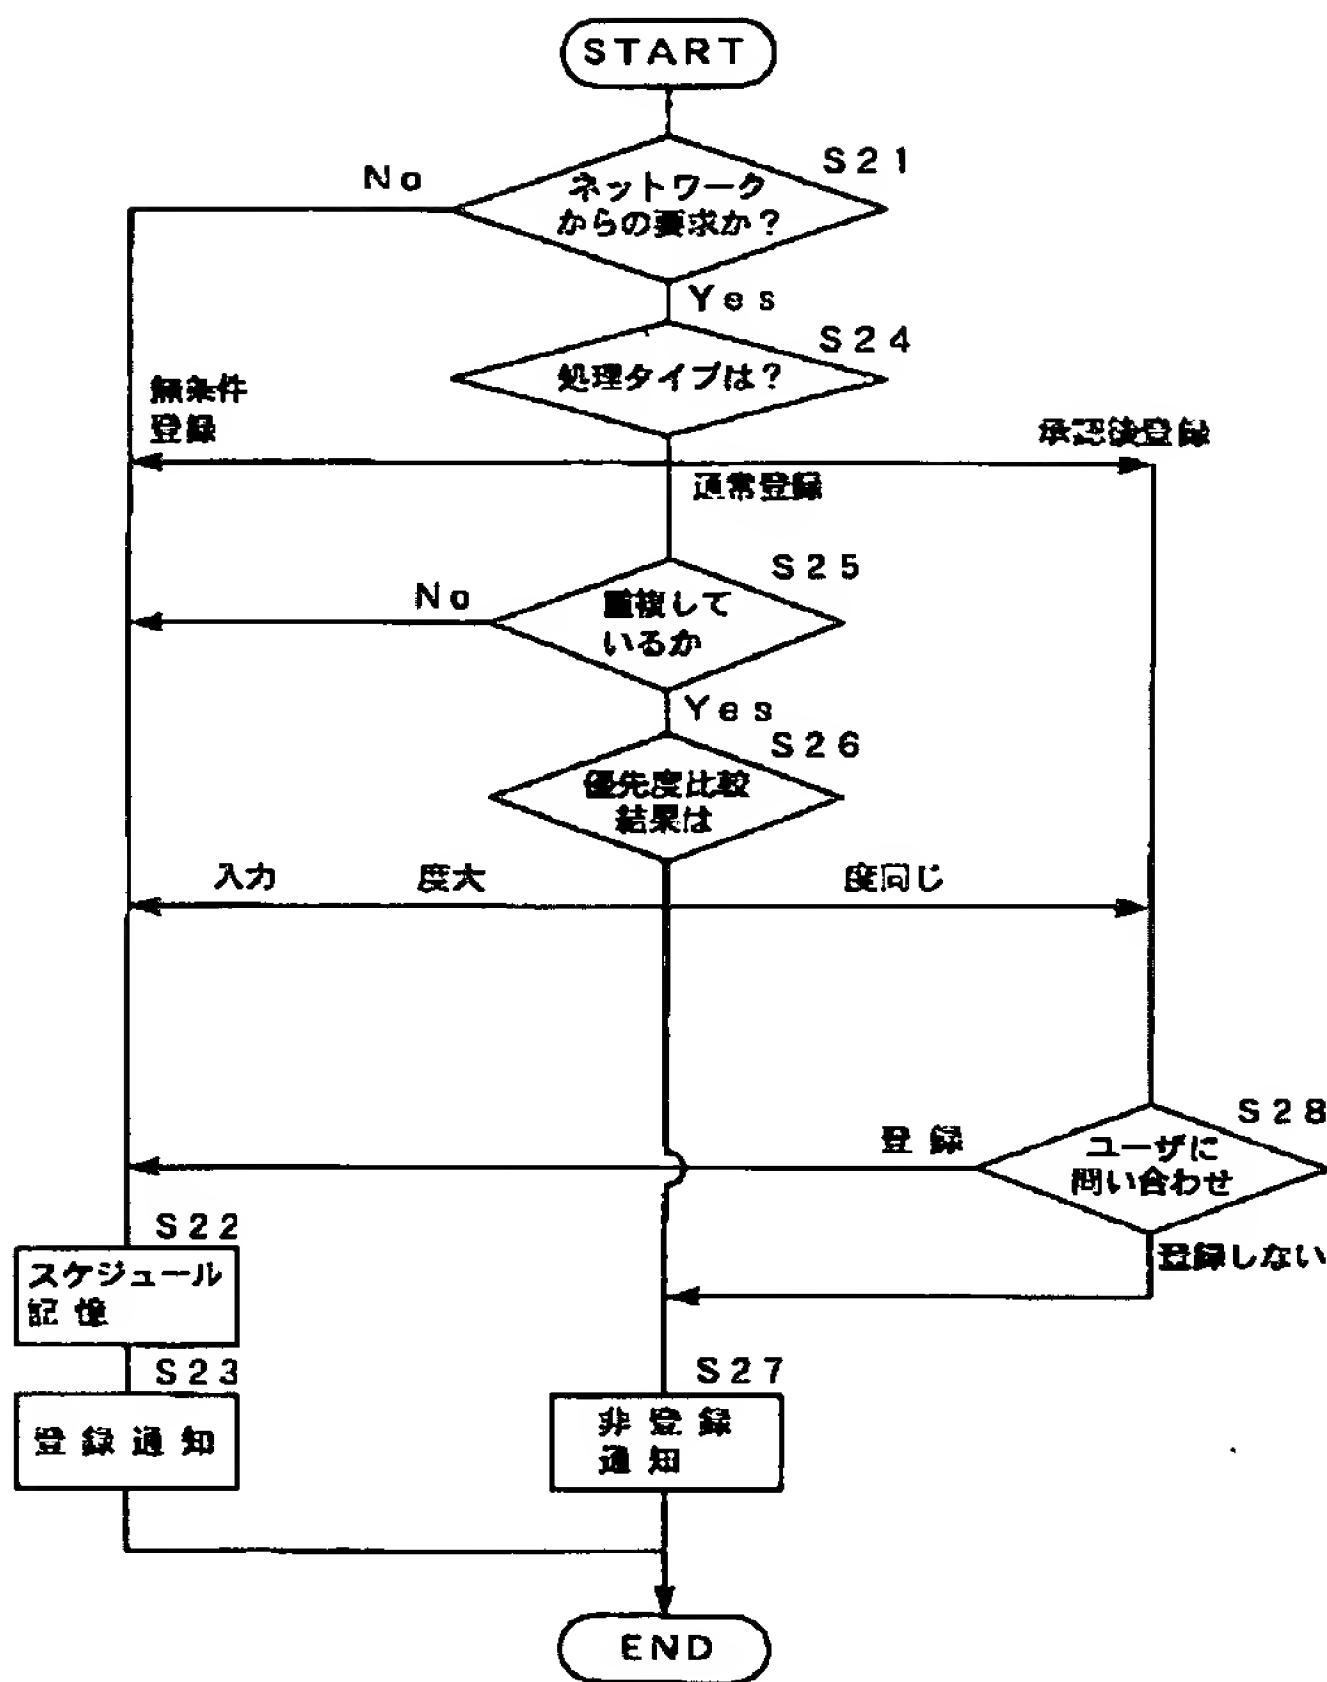 START
S21
No
ネットワーク
からの要求か？
Yes
S24
処理タイプは？
無条件
登録
承認後登録
通常登録
S25
No
重複して
いるか
Yes
S26
優先度比較
結果は
入力 度大 度同じ
S28
登録
ユーザに
問い合わせ
登録しない
S22
スケジュール
記憶
S23
登録通知
S27
非登録
通知
END